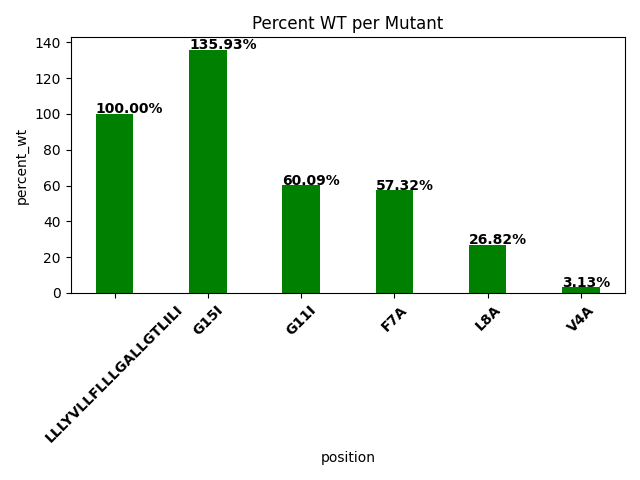 Percent WT per Mutant
percent_wt
140
120
100
80
60
40
20
0
100.00%
135.93%
60.09%
57.32%
26.82%
3.13%
LLLYVLLFLLLGALLGTLILI
G15I
G11I
F7A
L8A
V4A
position